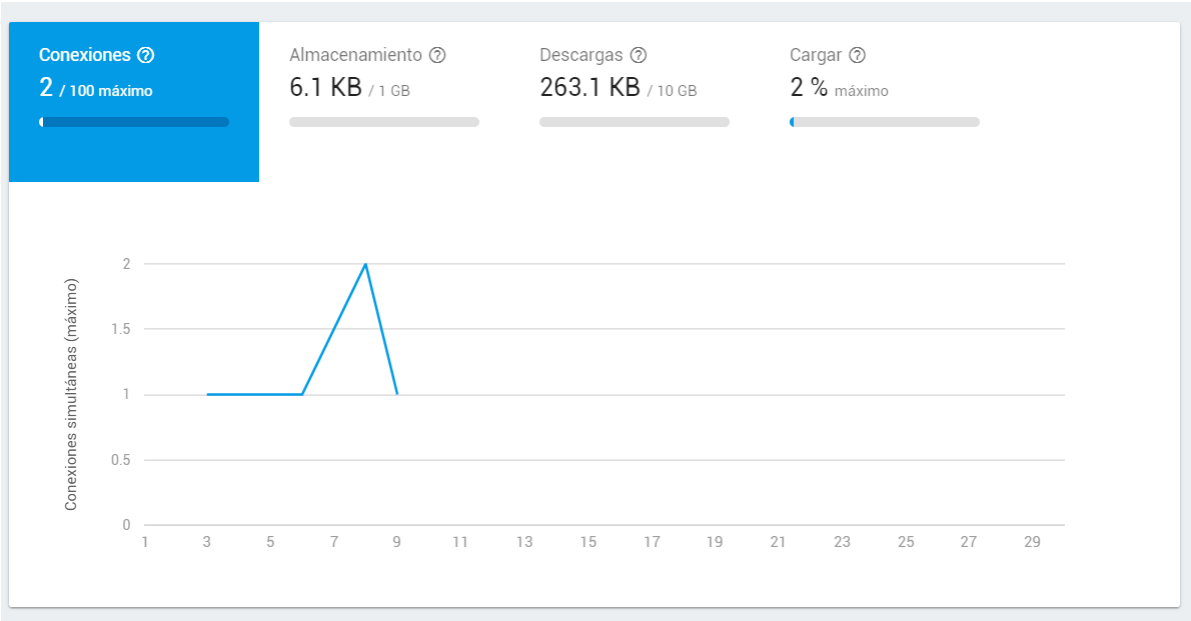 Conexiones ?
2 / 100 máximo
Almacenamiento ?
6.1 KB / 1 GB
Descargas ?
263.1 KB / 10 GB
Cargar ?
2 % máximo
Conexiones simultáneas (máximo)
2
1.5
1
0.5
0
1 3 5 7 9 11 13 15 17 19 21 23 25 27 29